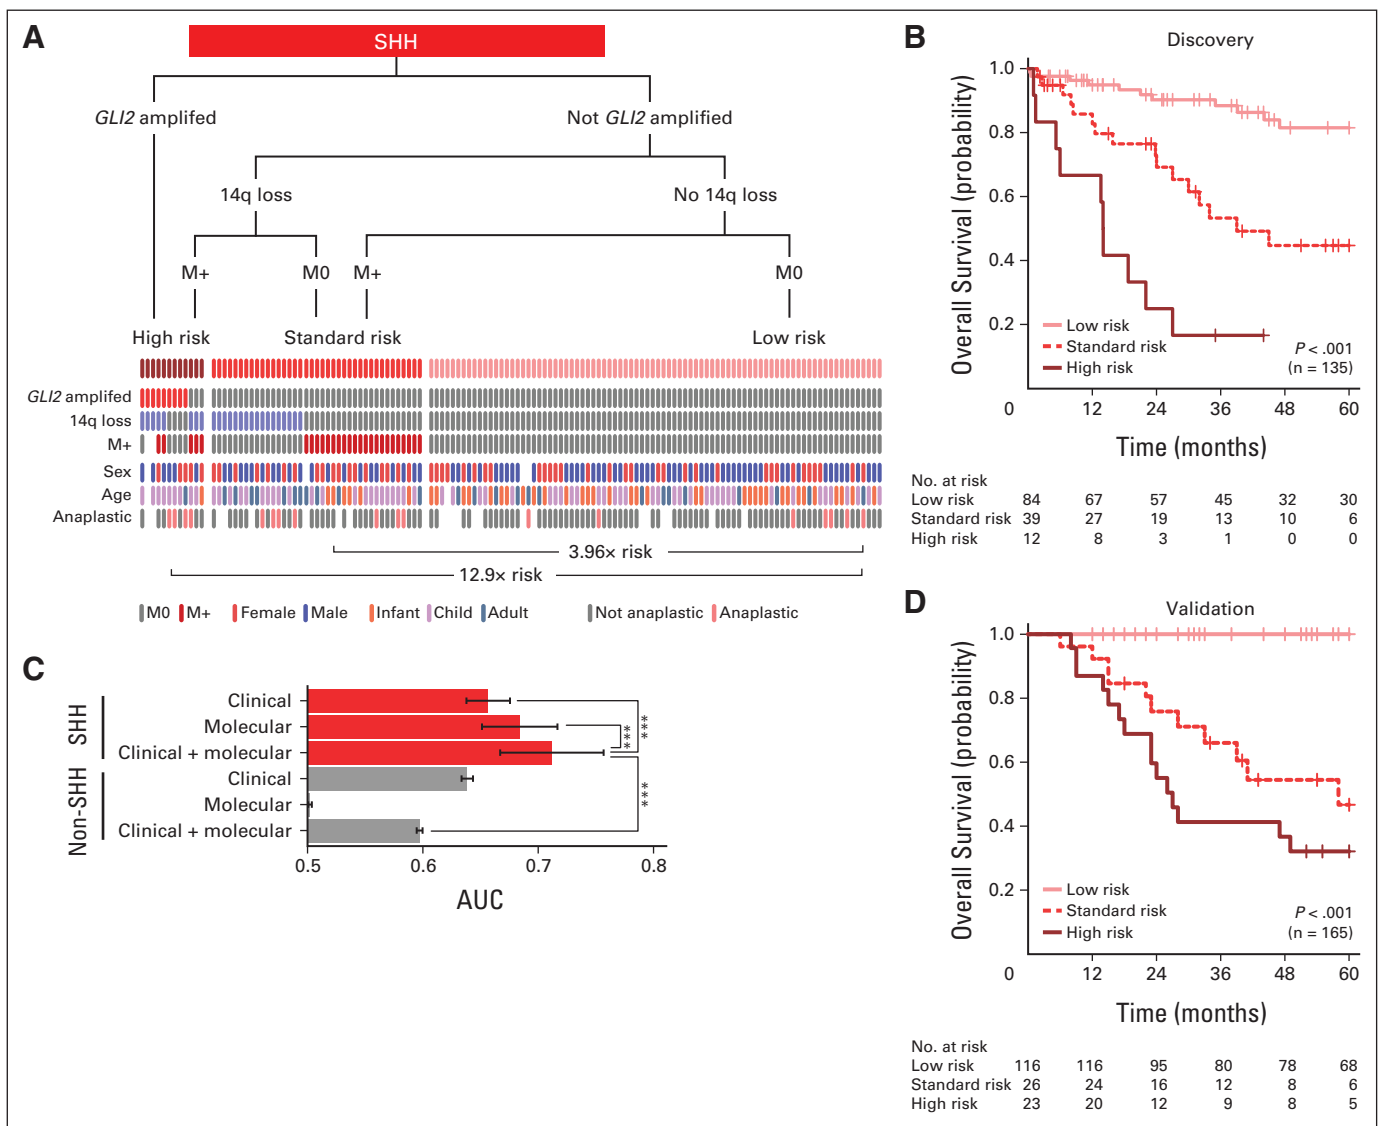 A
SHH
GLI2 amplifed
Not GLI2 amplified
14q loss
No 14q loss
M+
M0
M+
M0
High risk
Standard risk
Low risk
GLI2 amplifed
14q loss
M+
Sex
Age
Anaplastic
3.96× risk
12.9× risk
M0 M+ Female Male Infant Child Adult Not anaplastic Anaplastic
B
Discovery
Overall Survival (probability)
1.0
0.8
0.6
0.4
0.2
Low risk
Standard risk
High risk
P < .001
(n = 135)
0 12 24 36 48 60
Time (months)
No. at risk
Low risk 84 67 57 45 32 30
Standard risk 39 27 19 13 10 6
High risk 12 8 3 1 0 0
C
SHH
Clinical
Molecular
Clinical + molecular
Non-SHH
Clinical
Molecular
Clinical + molecular
***
***
***
0.5 0.6 0.7 0.8
AUC
D
Validation
Overall Survival (probability)
1.0
0.8
0.6
0.4
0.2
Low risk
Standard risk
High risk
P < .001
(n = 165)
0 12 24 36 48 60
Time (months)
No. at risk
Low risk 116 116 95 80 78 68
Standard risk 26 24 16 12 8 6
High risk 23 20 12 9 8 5